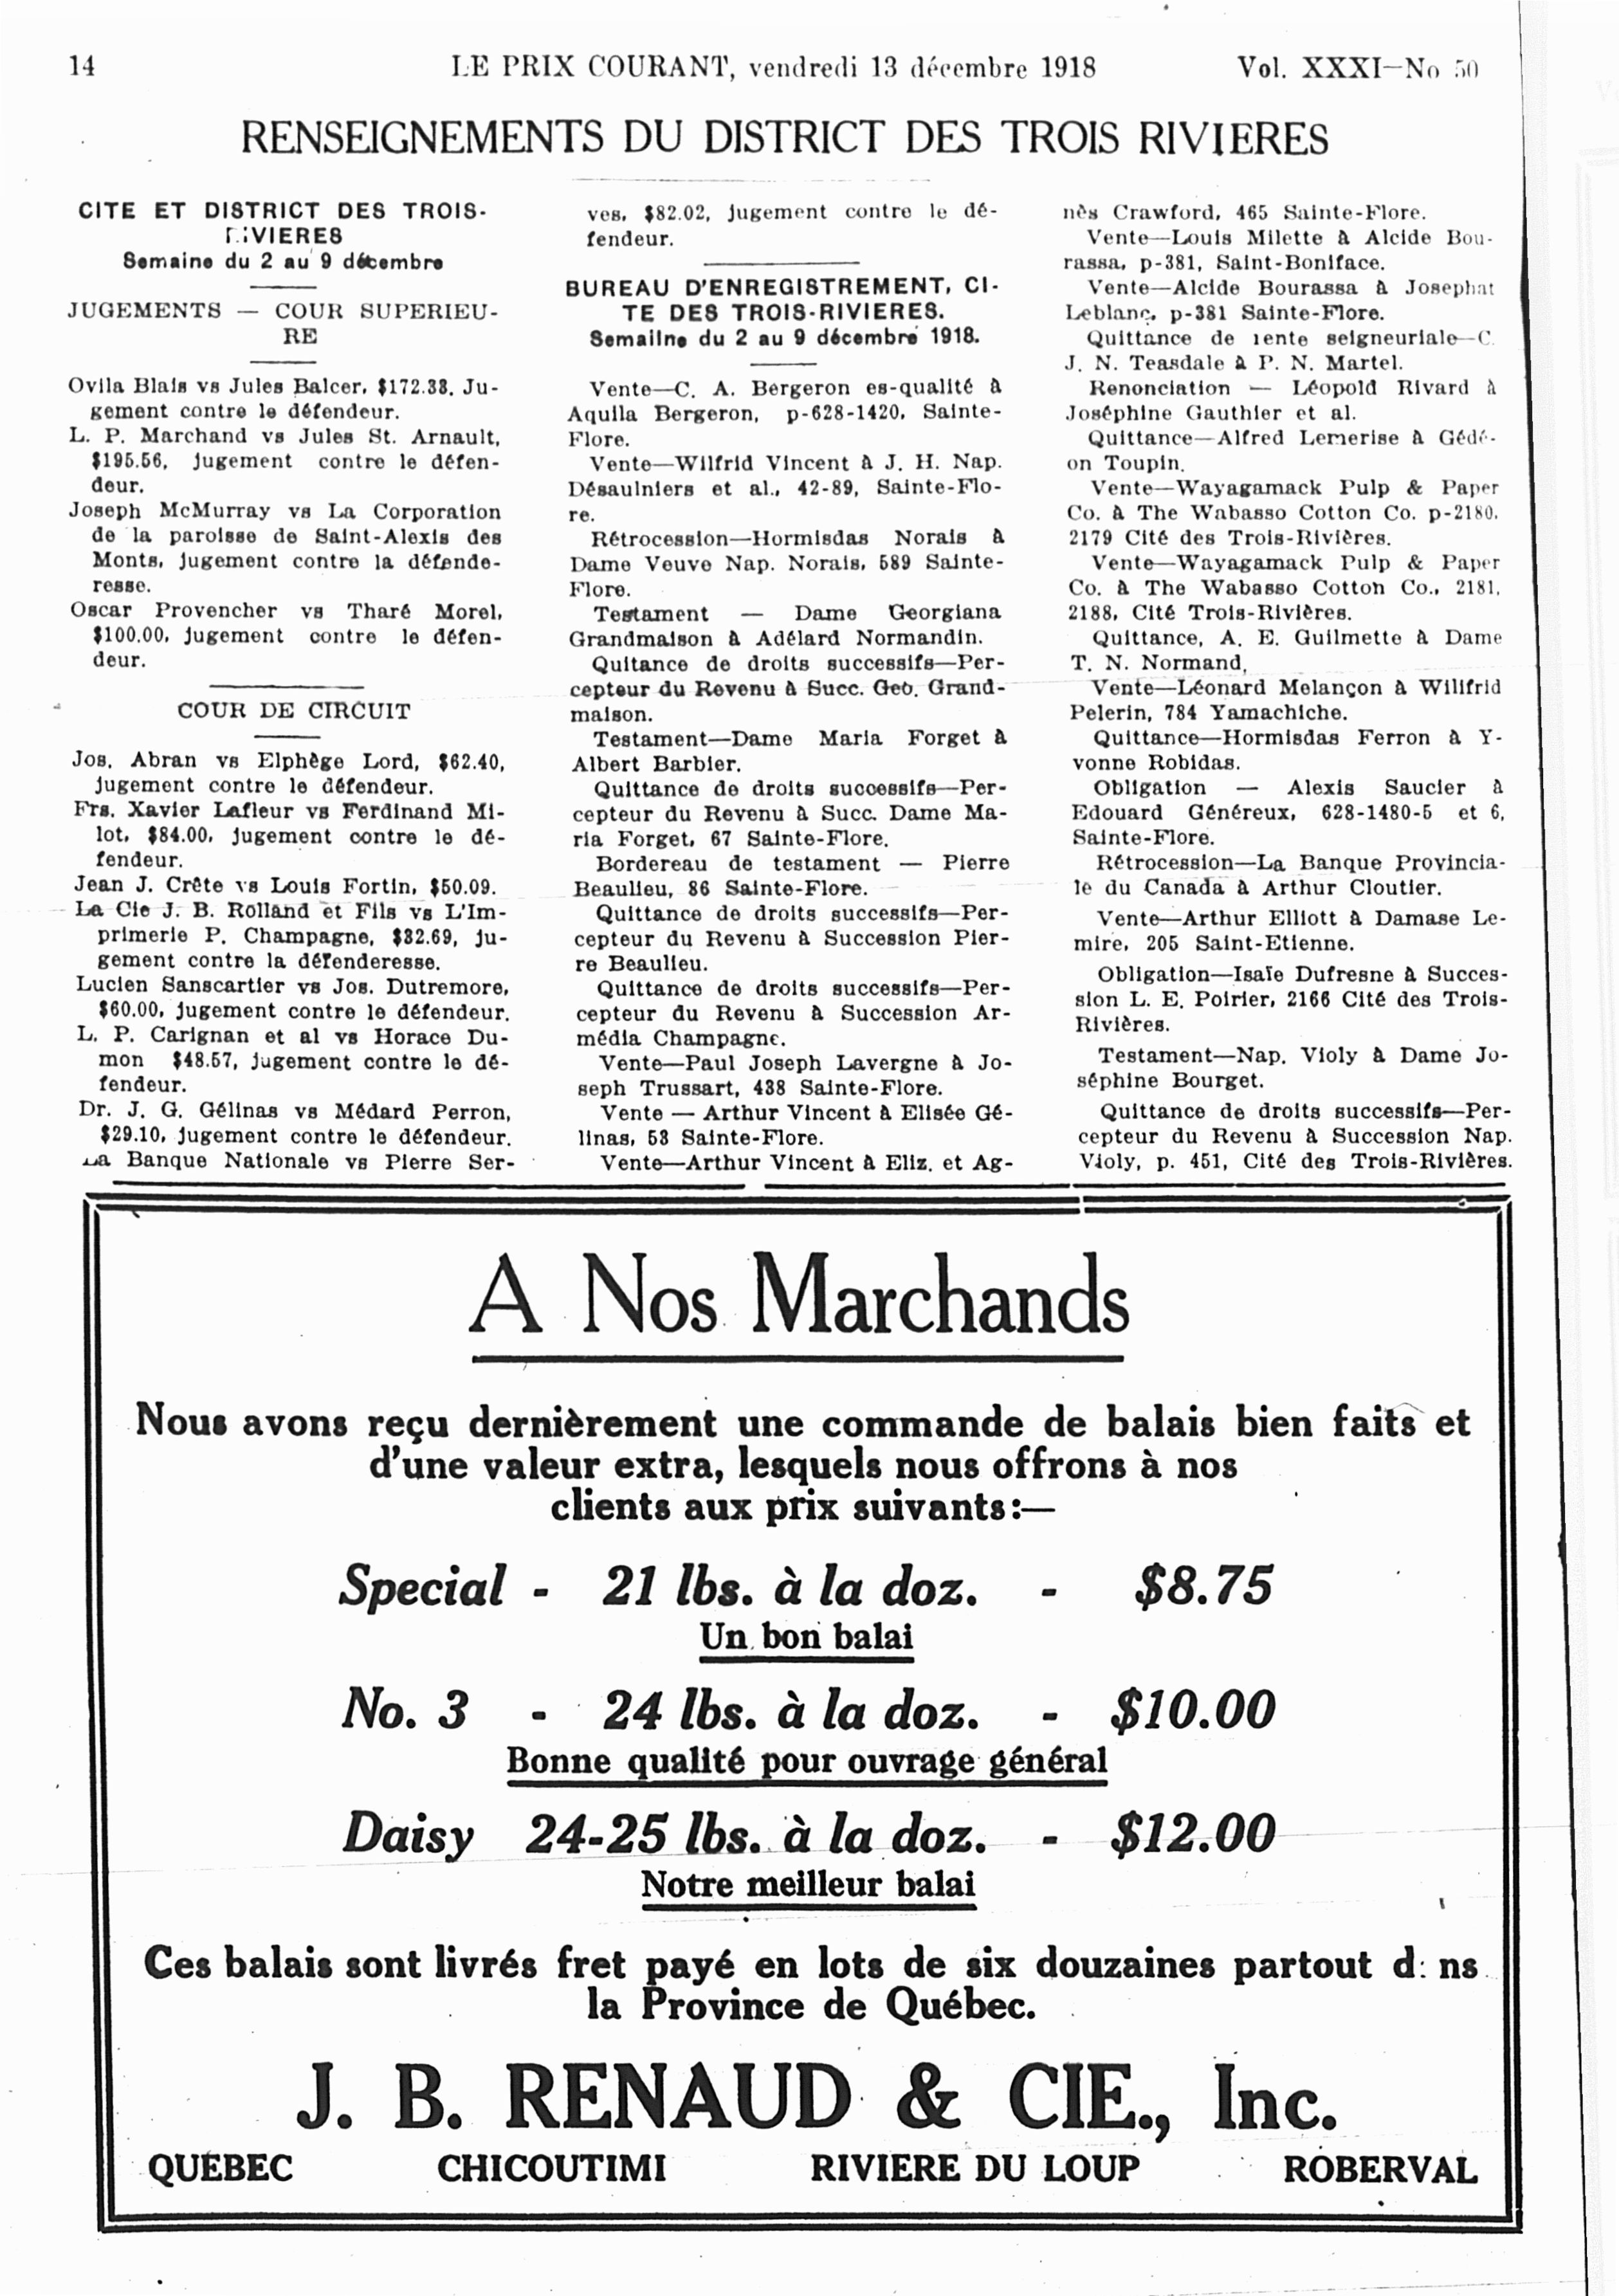 14
LE PRIX COURANT, vendredi 13 décembre 1918
Vol. XXXI—No 50
RENSEIGNEMENTS DU DISTRICT DES TROIS RIVIERES
CITE ET DISTRICT DES TROIS-
RIVIERES
Semaine du 2 au 9 décembre
JUGEMENTS — COUR SUPERIEU-
RE
Ovila Blais vs Jules Balcer, $172.38. Ju-
gement contre le défendeur.
L. P. Marchand vs Jules St. Arnault,
$195.56, jugement contre le défen-
deur.
Joseph McMurray vs La Corporation
de la paroisse de Saint-Alexis des
Monts, jugement contre la défende-
resse.
Oscar Provencher vs Tharé Morel,
$100.00, jugement contre le défen-
deur.
COUR DE CIRCUIT
Jos. Abran vs Elphège Lord, $62.40,
jugement contre le défendeur.
Frs. Xavier Lafleur vs Ferdinand Mi-
lot, $84.00, jugement contre le dé-
fendeur.
Jean J. Crête vs Louis Fortin, $50.09.
La Cie J. B. Rolland et Fils vs L'Im-
primerie P. Champagne, $32.69, ju-
gement contre la défenderesse.
Lucien Sanscartier vs Jos. Dutremore,
$60.00, jugement contre le défendeur.
L. P. Carignan et al vs Horace Du-
mon $48.57, jugement contre le dé-
fendeur.
Dr. J. G. Gélinas vs Médard Perron,
$29.10, jugement contre le défendeur.
La Banque Nationale vs Pierre Ser-
ves, $82.02, jugement contre le dé-
fendeur.
BUREAU D'ENREGISTREMENT, CI-
TE DES TROIS-RIVIERES.
Semailne du 2 au 9 décembre 1918.
Vente—C. A. Bergeron es-qualité à
Aquila Bergeron, p-628-1420, Sainte-
Flore.
Vente—Wilfrid Vincent à J. H. Nap.
Désaulniers et al., 42-89, Sainte-Flo-
re.
Rétrocession—Hormisdas Norais à
Dame Veuve Nap. Norais, 589 Sainte-
Flore.
Testament — Dame Georgiana
Grandmaison à Adélard Normandin.
Quitance de droits successifs—Per-
cepteur du Revenu à Succ. Geo. Grand-
maison.
Testament—Dame Maria Forget à
Albert Barbier.
Quittance de droits successifs—Per-
cepteur du Revenu à Succ. Dame Ma-
ria Forget, 67 Sainte-Flore.
Bordereau de testament — Pierre
Beaulieu, 86 Sainte-Flore.
Quittance de droits successifs—Per-
cepteur du Revenu à Succession Pier-
re Beaulieu.
Quittance de droits successifs—Per-
cepteur du Revenu à Succession Ar-
média Champagne.
Vente—Paul Joseph Lavergne à Jo-
seph Trussart, 438 Sainte-Flore.
Vente — Arthur Vincent à Elisée Gé-
linas, 53 Sainte-Flore.
Vente—Arthur Vincent à Eliz. et Ag-
nès Crawford, 465 Sainte-Flore.
Vente—Louis Milette à Alcide Bou-
rassa, p-381, Saint-Boniface.
Vente—Alcide Bourassa à Josephat
Leblanc, p-381 Sainte-Flore.
Quittance de rente seigneuriale—C.
J. N. Teasdale à P. N. Martel.
Renonciation — Léopold Rivard à
Joséphine Gauthier et al.
Quittance—Alfred Lemerise à Gédé-
on Toupin.
Vente—Wayagamack Pulp & Paper
Co. à The Wabasso Cotton Co. p-2180,
2179 Cité des Trois-Rivières.
Vente—Wayagamack Pulp & Paper
Co. à The Wabasso Cotton Co., 2181,
2188, Cité Trois-Rivières.
Quittance, A. E. Guilmette à Dame
T. N. Normand,
Vente—Léonard Melançon à Wilifrid
Pelerin, 784 Yamachiche.
Quittance—Hormisdas Ferron à Y-
vonne Robidas.
Obligation — Alexis Saucier à
Edouard Généreux, 628-1480-5 et 6,
Sainte-Flore.
Rétrocession—La Banque Provincia-
le du Canada à Arthur Cloutier.
Vente—Arthur Elliott à Damase Le-
mire, 205 Saint-Etienne.
Obligation—Isaïe Dufresne à Succes-
sion L. E. Poirier, 2166 Cité des Trois-
Rivières.
Testament—Nap. Violy à Dame Jo-
séphine Bourget.
Quittance de droits successifs—Per-
cepteur du Revenu à Succession Nap.
Violy, p. 451, Cité des Trois-Rivières.
A Nos Marchands
Nous avons reçu dernièrement une commande de balais bien faits et
d'une valeur extra, lesquels nous offrons à nos
clients aux prix suivants:—
Special - 21 lbs. à la doz. - $8.75
Un bon balai
No. 3 - 24 lbs. à la doz. - $10.00
Bonne qualité pour ouvrage général
Daisy 24-25 lbs. à la doz. - $12.00
Notre meilleur balai
Ces balais sont livrés fret payé en lots de six douzaines partout dans
la Province de Québec.
J. B. RENAUD & CIE., Inc.
QUÉBEC CHICOUTIMI RIVIERE DU LOUP ROBERVAL